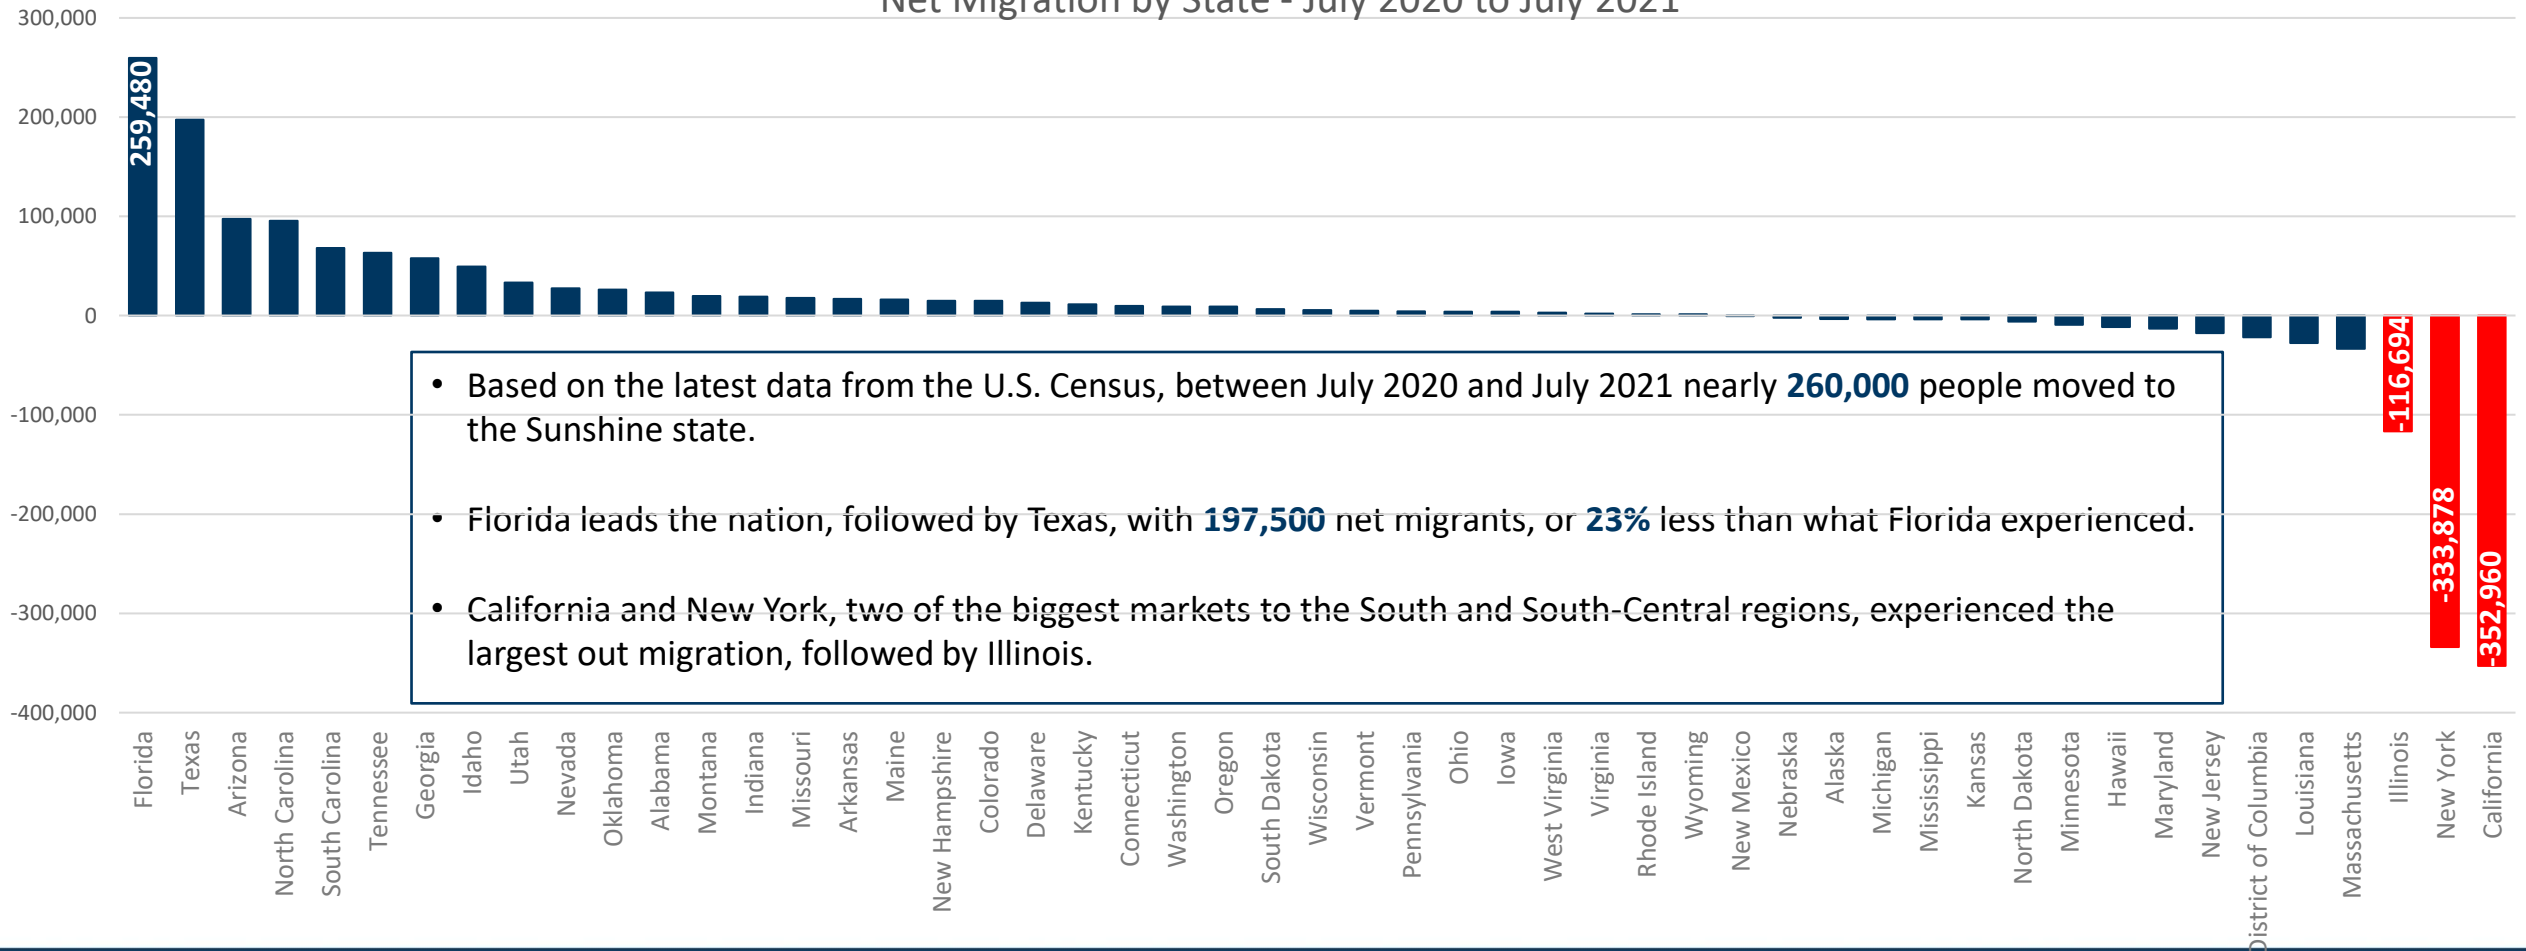 Net Migration by State - July 2020 to July 2021
300,000
200,000
100,000
0
-100,000
-200,000
-300,000
-400,000
259,480
-116,694
-333,878
-352,960
• Based on the latest data from the U.S. Census, between July 2020 and July 2021 nearly 260,000 people moved to
the Sunshine state.
• Florida leads the nation, followed by Texas, with 197,500 net migrants, or 23% less than what Florida experienced.
• California and New York, two of the biggest markets to the South and South-Central regions, experienced the
largest out migration, followed by Illinois.
Florida
Texas
Arizona
North Carolina
South Carolina
Tennessee
Georgia
Idaho
Utah
Nevada
Oklahoma
Alabama
Montana
Indiana
Missouri
Arkansas
Maine
New Hampshire
Colorado
Delaware
Kentucky
Connecticut
Washington
Oregon
South Dakota
Wisconsin
Vermont
Pennsylvania
Ohio
Iowa
West Virginia
Virginia
Rhode Island
Wyoming
New Mexico
Nebraska
Alaska
Michigan
Mississippi
Kansas
North Dakota
Minnesota
Hawaii
Maryland
New Jersey
District of Columbia
Louisiana
Massachusetts
Illinois
New York
California